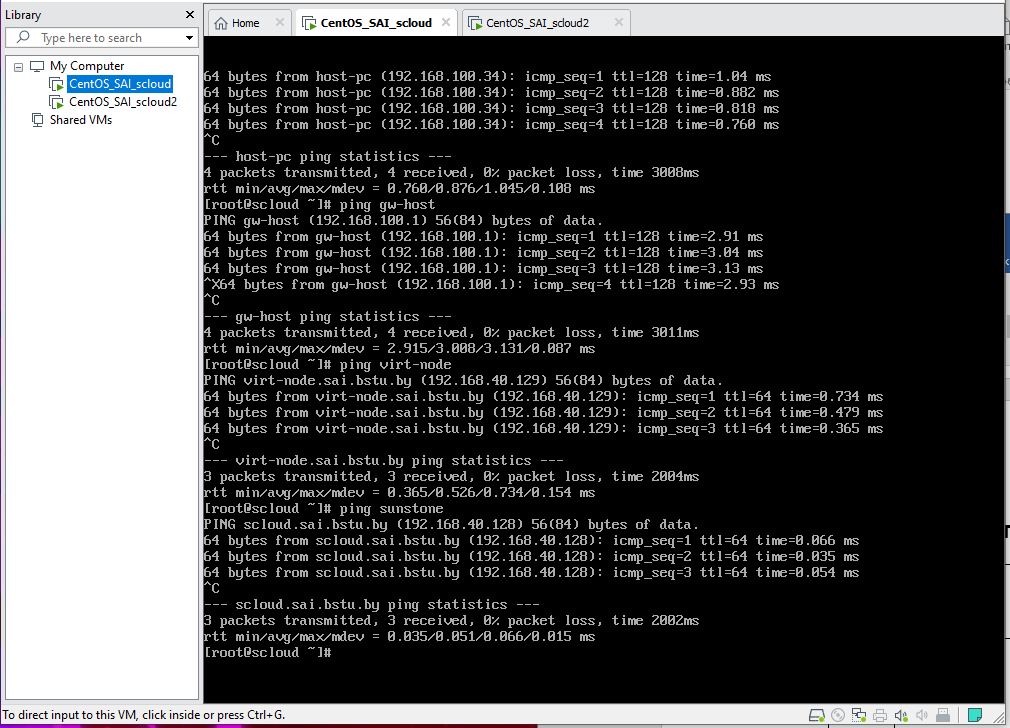 Library
Type here to search
My Computer
CentOS_SAI_scloud
CentOS_SAI_scloud2
Shared VMs
Home
CentOS_SAI_scloud
CentOS_SAI_scloud2
64 bytes from host-pc (192.168.100.34): icmp_seq=1 ttl=128 time=1.04 ms
64 bytes from host-pc (192.168.100.34): icmp_seq=2 ttl=128 time=0.882 ms
64 bytes from host-pc (192.168.100.34): icmp_seq=3 ttl=128 time=0.818 ms
64 bytes from host-pc (192.168.100.34): icmp_seq=4 ttl=128 time=0.760 ms
^C
--- host-pc ping statistics ---
4 packets transmitted, 4 received, 0% packet loss, time 3008ms
rtt min/avg/max/mdev = 0.760/0.876/1.045/0.108 ms
[root@scloud ~]# ping gw-host
PING gw-host (192.168.100.1) 56(84) bytes of data.
64 bytes from gw-host (192.168.100.1): icmp_seq=1 ttl=128 time=2.91 ms
64 bytes from gw-host (192.168.100.1): icmp_seq=2 ttl=128 time=3.04 ms
64 bytes from gw-host (192.168.100.1): icmp_seq=3 ttl=128 time=3.13 ms
^X64 bytes from gw-host (192.168.100.1): icmp_seq=4 ttl=128 time=2.93 ms
^C
--- gw-host ping statistics ---
4 packets transmitted, 4 received, 0% packet loss, time 3011ms
rtt min/avg/max/mdev = 2.915/3.008/3.131/0.087 ms
[root@scloud ~]# ping virt-node
PING virt-node.sai.bstu.by (192.168.40.129) 56(84) bytes of data.
64 bytes from virt-node.sai.bstu.by (192.168.40.129): icmp_seq=1 ttl=64 time=0.734 ms
64 bytes from virt-node.sai.bstu.by (192.168.40.129): icmp_seq=2 ttl=64 time=0.479 ms
64 bytes from virt-node.sai.bstu.by (192.168.40.129): icmp_seq=3 ttl=64 time=0.365 ms
^C
--- virt-node.sai.bstu.by ping statistics ---
3 packets transmitted, 3 received, 0% packet loss, time 2004ms
rtt min/avg/max/mdev = 0.365/0.526/0.734/0.154 ms
[root@scloud ~]# ping sunstone
PING scloud.sai.bstu.by (192.168.40.128) 56(84) bytes of data.
64 bytes from scloud.sai.bstu.by (192.168.40.128): icmp_seq=1 ttl=64 time=0.066 ms
64 bytes from scloud.sai.bstu.by (192.168.40.128): icmp_seq=2 ttl=64 time=0.035 ms
64 bytes from scloud.sai.bstu.by (192.168.40.128): icmp_seq=3 ttl=64 time=0.054 ms
^C
--- scloud.sai.bstu.by ping statistics ---
3 packets transmitted, 3 received, 0% packet loss, time 2002ms
rtt min/avg/max/mdev = 0.035/0.051/0.066/0.015 ms
[root@scloud ~]#
To direct input to this VM, click inside or press Ctrl+G.